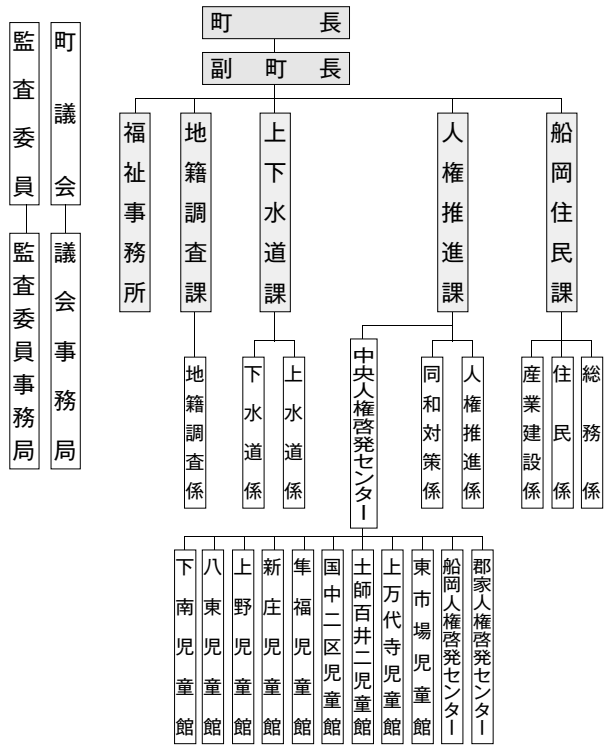 町長
副町長
船岡住民課
人権推進課
上下水道課
地籍調査課
福祉事務所
町議会
監査委員
議会事務局
監査委員事務局
総務係
住民係
産業建設係
人権推進係
同和対策係
中央人権啓発センター
上水道係
下水道係
地籍調査係
郡家人権啓発センター
船岡人権啓発センター
東市場児童館
上万代寺児童館
土師百井二児童館
国中二区児童館
隼福児童館
新庄児童館
上野児童館
八東児童館
下南児童館